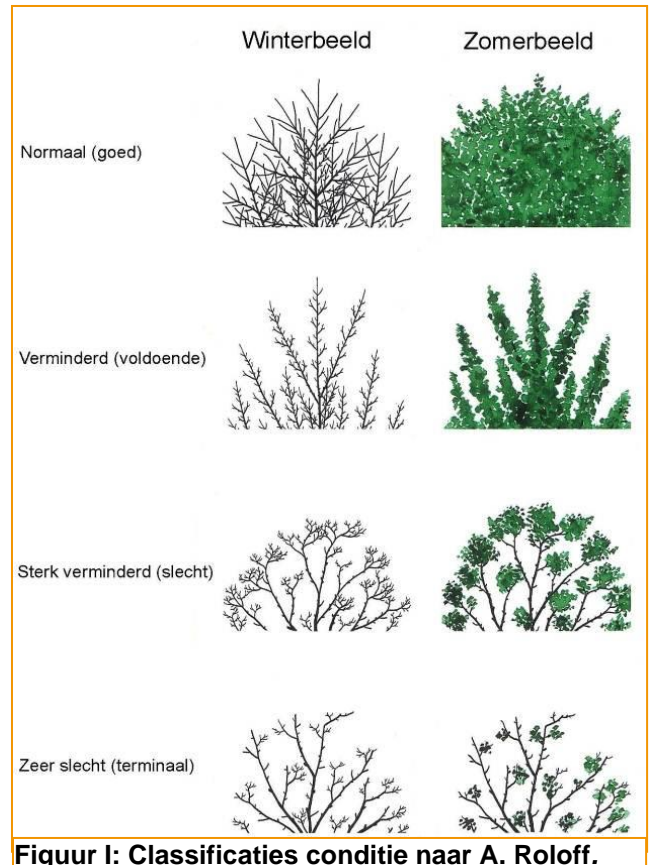 Winterbeeld Zomerbeeld
Normaal (goed)
Verminderd (voldoende)
Sterk verminderd (slecht)
Zeer slecht (terminaal)
Figuur I: Classificaties conditie naar A. Roloff.